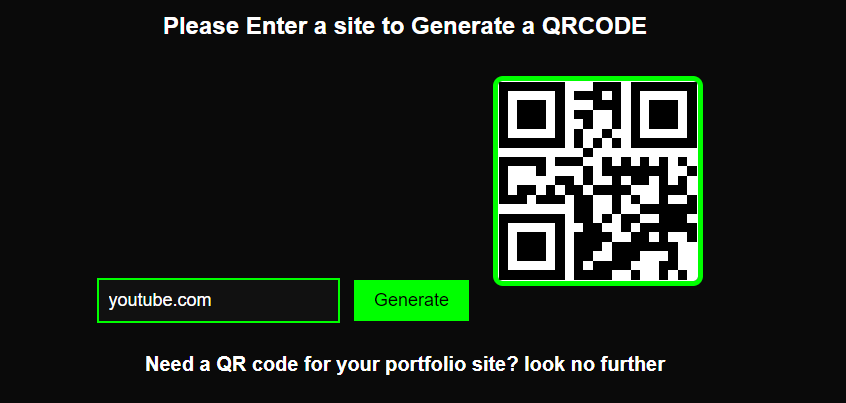 Please Enter a site to Generate a QRCODE
youtube.com
Generate
Need a QR code for your portfolio site? look no further